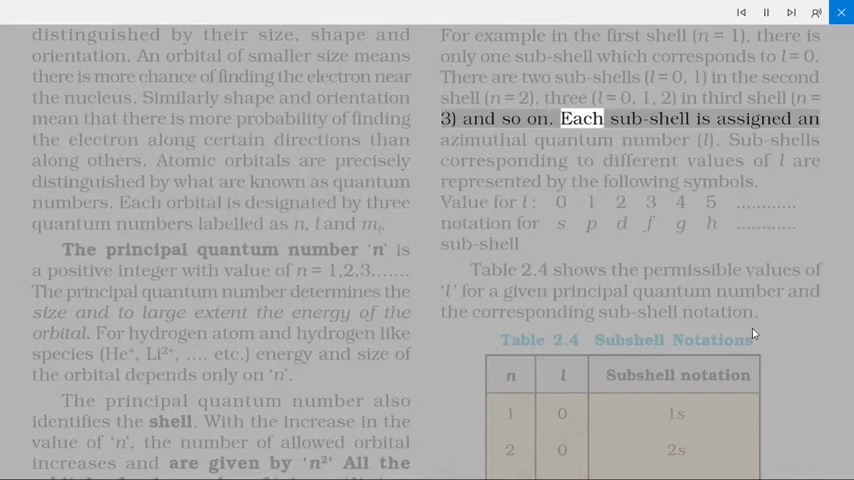 distinguished by their size, shape and
orientation. An orbital of smaller size means
there is more chance of finding the electron near
the nucleus. Similarly shape and orientation
mean that there is more probability of finding
the electron along certain directions than
along others. Atomic orbitals are precisely
distinguished by what are known as quantum
numbers. Each orbital is designated by three
quantum numbers labelled as n, l and mₗ.
The principal quantum number 'n' is
a positive integer with value of n = 1,2,3.......
The principal quantum number determines the
size and to large extent the energy of the
orbital. For hydrogen atom and hydrogen like
species (He⁺, Li²⁺, .... etc.) energy and size of
the orbital depends only on 'n'.
The principal quantum number also
identifies the shell. With the increase in the
value of 'n', the number of allowed orbital
increases and are given by 'n²' All the
For example in the first shell (n = 1), there is
only one sub-shell which corresponds to l = 0.
There are two sub-shells (l = 0, 1) in the second
shell (n = 2), three (l = 0, 1, 2) in third shell (n =
3) and so on. Each sub-shell is assigned an
azimuthal quantum number (l). Sub-shells
corresponding to different values of l are
represented by the following symbols.
Value for l : 0 1 2 3 4 5 ............
notation for s p d f g h ............
sub-shell
Table 2.4 shows the permissible values of
'l' for a given principal quantum number and
the corresponding sub-shell notation.
Table 2.4 Subshell Notations
n l Subshell notation
1 0 1s
2 0 2s